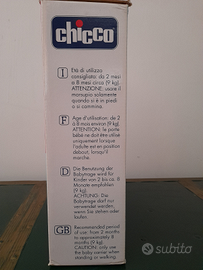 chicco
I
Età di utilizzo
consigliato: da 2 mesi
a 8 mesi circa (9 kg).
ATTENZIONE: usare il
marsupio solamente
quando si è in piedi o
si cammina.
F
Age d'utilisation: de 2
à 8 mois environ (9 kg).
ATTENTION: le porte
bébé ne doit être utilisé
uniquement lorsque
l'adulte est en position
debout, lorsqu'il
marche.
D
Die Benutzung der
Babytrage wird für
Kinder von 2 bis ca. 8
Monate empfohlen
(9 kg).
ACHTUNG: Die
Babytrage darf nur
verwendet werden,
wenn Sie stehen oder
laufen.
GB
Recommended period
of use: from 2 months
to approximately 8
months (9 kg).
CAUTION: only use
the baby carrier when
standing or walking.
subito